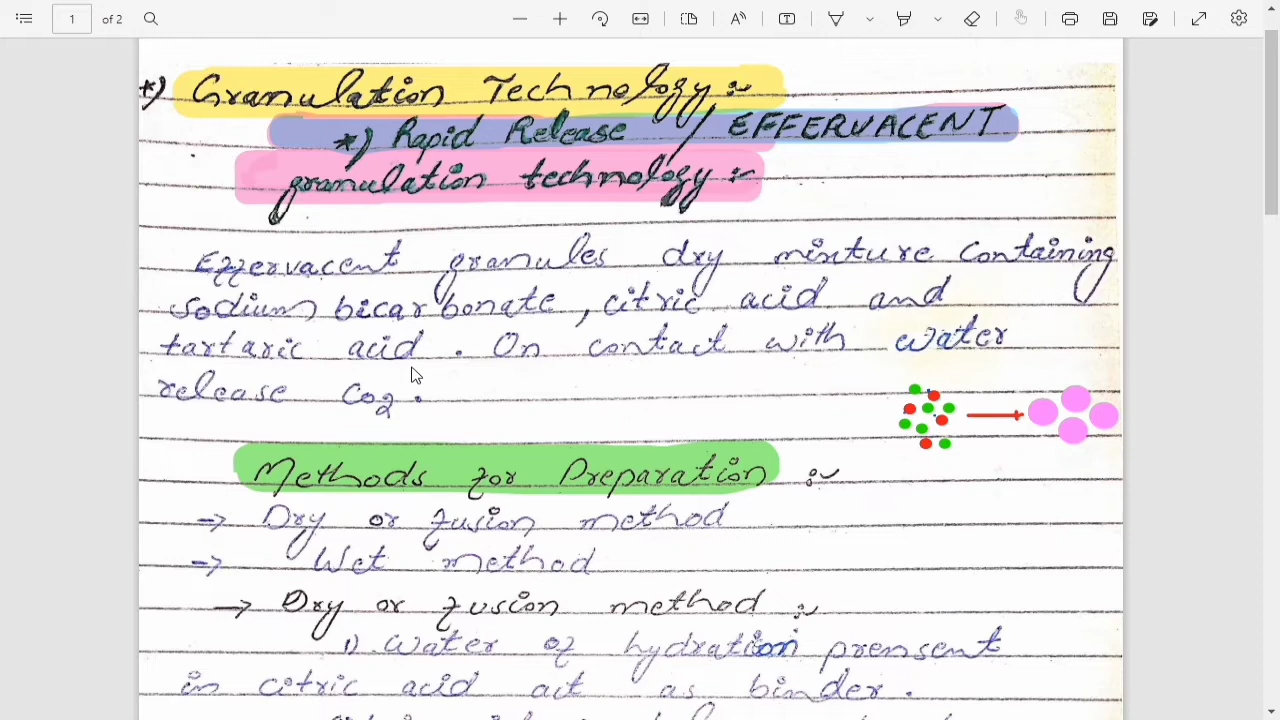 1 of 2
*) Granulation Technology :~
*) Rapid Release / EFFERVACENT
granulation technology :~
Effervacent granules dry mixture containing
sodium bicarbonate, citric acid and
tartaric acid . On contact with water
release CO2 .
Methods for Preparation :~
→ Dry or fusion method
→ Wet method
→ Dry or fusion method :~
1) Water of hydration prensent
in citric acid act as binder .